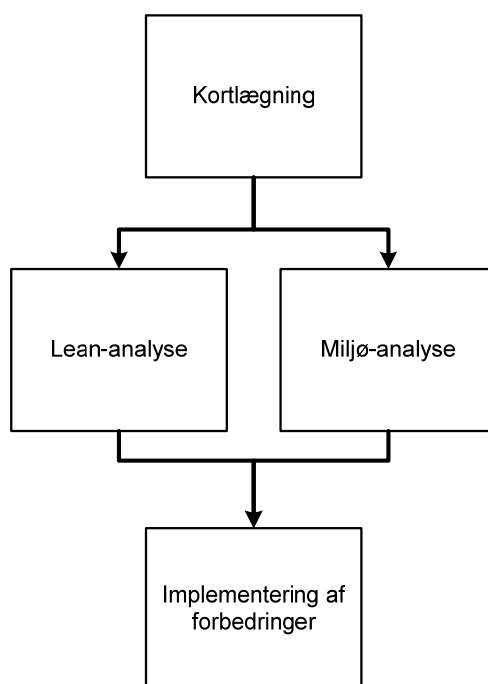 Kortlægning
Lean-analyse
Miljø-analyse
Implementering af
forbedringer